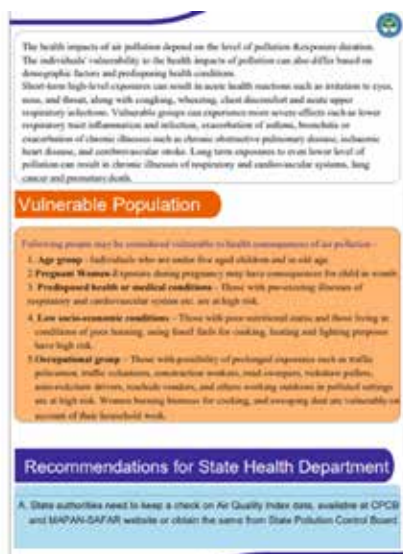 The health impacts of air pollution depend on the level of pollution &exposure duration.
The individuals' vulnerability to the health impacts of pollution can also differ based on
demographic factors and predisposing health conditions.
Short-term high-level exposures can result in acute health reactions such as irritation to eyes,
nose, and throat, along with coughing, wheezing, chest discomfort and acute upper
respiratory infections. Vulnerable groups can experience more severe effects such as lower
respiratory tract inflammation and infection, exacerbation of asthma, bronchitis or
exacerbation of chronic illnesses such as chronic obstructive pulmonary disease, ischaemic
heart disease, and cerebrovascular stroke. Long term exposures to even lower level of
pollution can result in chronic illnesses of respiratory and cardiovascular systems, lung
cancer and premature death.
Vulnerable Population
Following people may be considered vulnerable to health consequences of air pollution -
1. Age group - Individuals who are under five aged children and in old age
2. Pregnant Women-Exposure during pregnancy may have consequences for child in womb
3. Predisposed health or medical conditions - Those with pre-existing illnesses of
respiratory and cardiovascular system etc. are at high risk.
4. Low socio-economic conditions - Those with poor nutritional status and those living in
conditions of poor housing, using fossil fuels for cooking, heating and lighting purposes
have high risk.
5.Occupational group - Those with possibility of prolonged exposures such as traffic
policemen, traffic volunteers, construction workers, road sweepers, rickshaw pullers,
auto-rickshaw drivers, roadside vendors, and others working outdoors in polluted settings
are at high risk. Women burning biomass for cooking, and sweeping dust are vulnerable on
account of their household work.
Recommendations for State Health Department
A. State authorities need to keep a check on Air Quality Index data, available at CPCB
and MAPAN-SAFAR website or obtain the same from State Pollution Control Board.